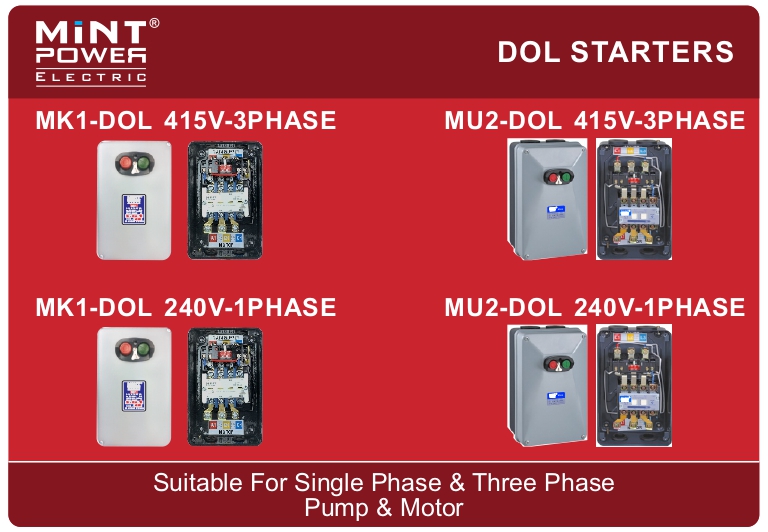 MiNT®
POWER
ELECTRIC
DOL STARTERS
MK1-DOL 415V-3PHASE
MU2-DOL 415V-3PHASE
MK1-DOL 240V-1PHASE
MU2-DOL 240V-1PHASE
Suitable For Single Phase & Three Phase
Pump & Motor